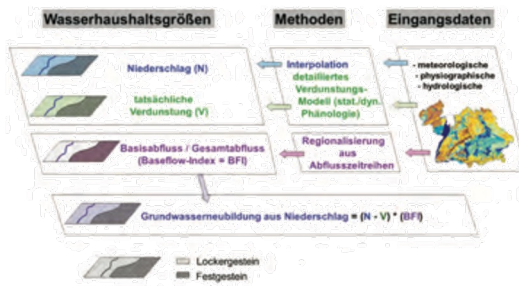 Wasserhaushaltsgrößen Methoden Eingangsdaten
Niederschlag (N)
Interpolation
detailliertes
Verdunstungs-
Modell (stat./dyn.
Phänologie)
- meteorologische
- physiographische
- hydrologische
tatsächliche
Verdunstung (V)
Basisabfluss / Gesamtabfluss
(Baseflow-Index = BFI)
Regionalisierung
aus
Abflusszeitreihen
Grundwasserneubildung aus Niederschlag = (N - V) * (BFI)
Lockergestein
Festgestein